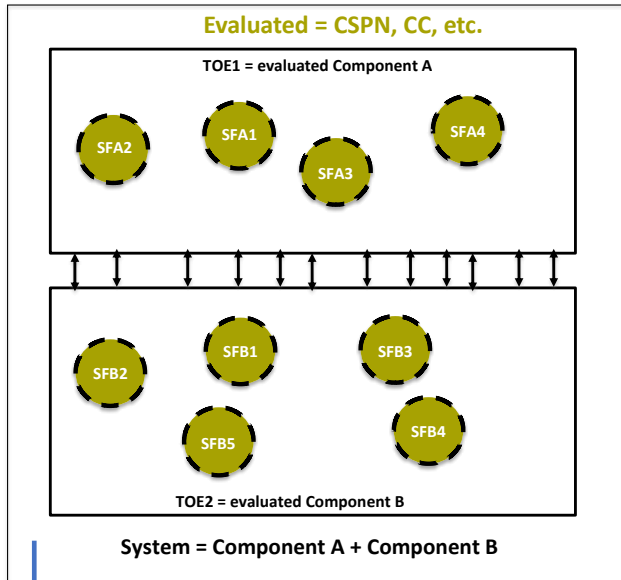 Evaluated = CSPN, CC, etc.
TOE1 = evaluated Component A
SFA2
SFA1
SFA3
SFA4
SFB2
SFB1
SFB3
SFB5
SFB4
TOE2 = evaluated Component B
System = Component A + Component B